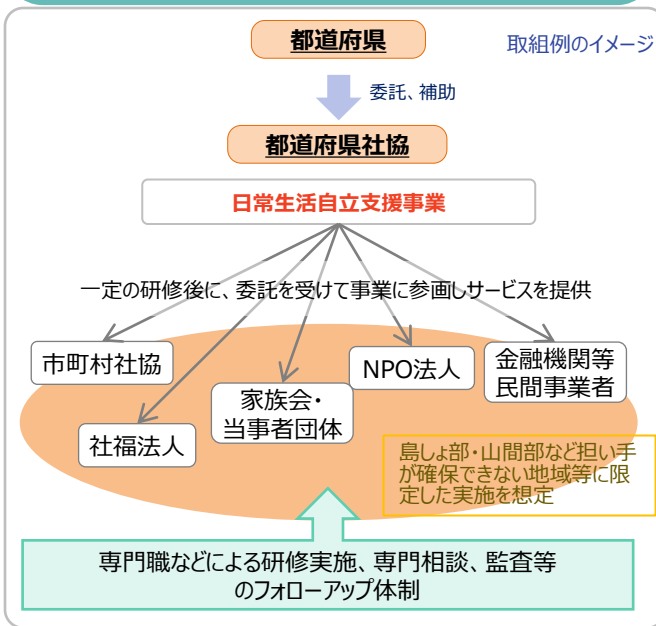 都道府県
取組例のイメージ
委託、補助
都道府県社協
日常生活自立支援事業
一定の研修後に、委託を受けて事業に参画しサービスを提供
市町村社協
社福法人
家族会・
当事者団体
NPO法人
金融機関等
民間事業者
島しょ部・山間部など担い手
が確保できない地域等に限
定した実施を想定
専門職などによる研修実施、専門相談、監査等
のフォローアップ体制